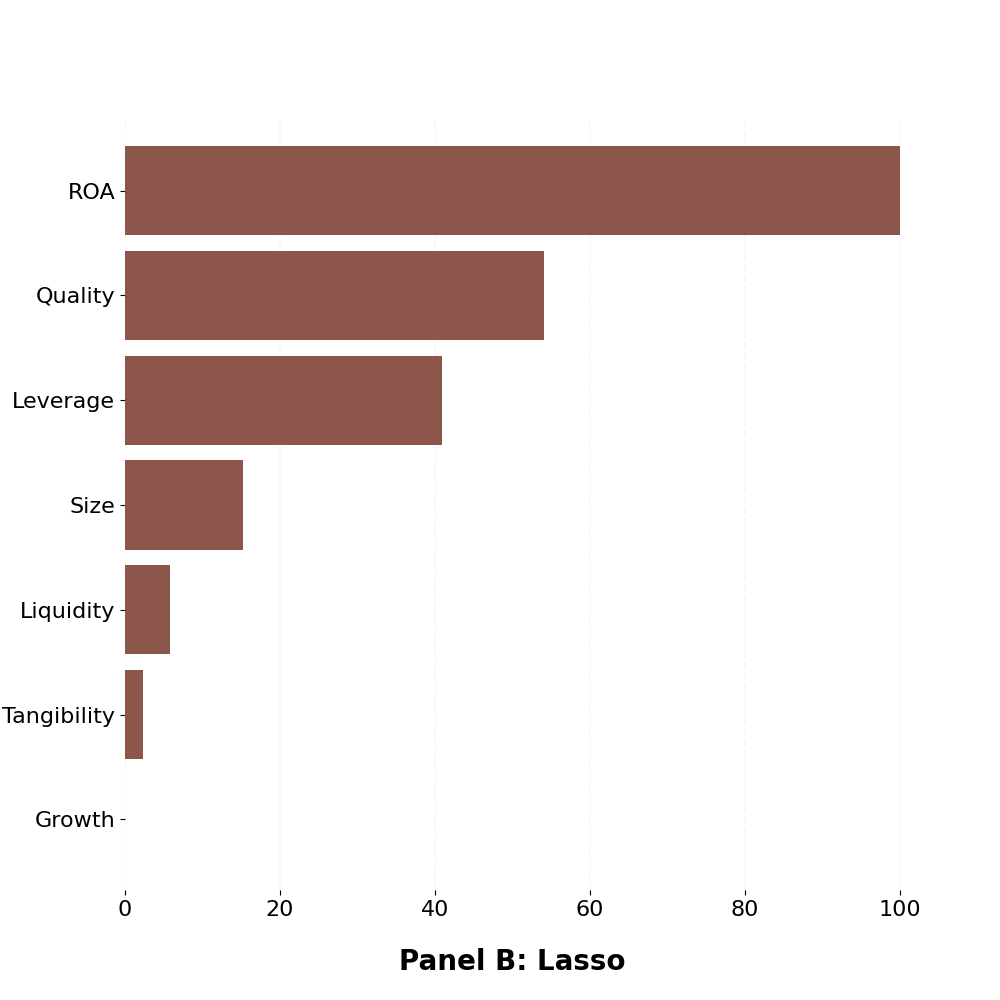 ROA
Quality
Leverage
Size
Liquidity
Tangibility
Growth
0 20 40 60 80 100
Panel B: Lasso